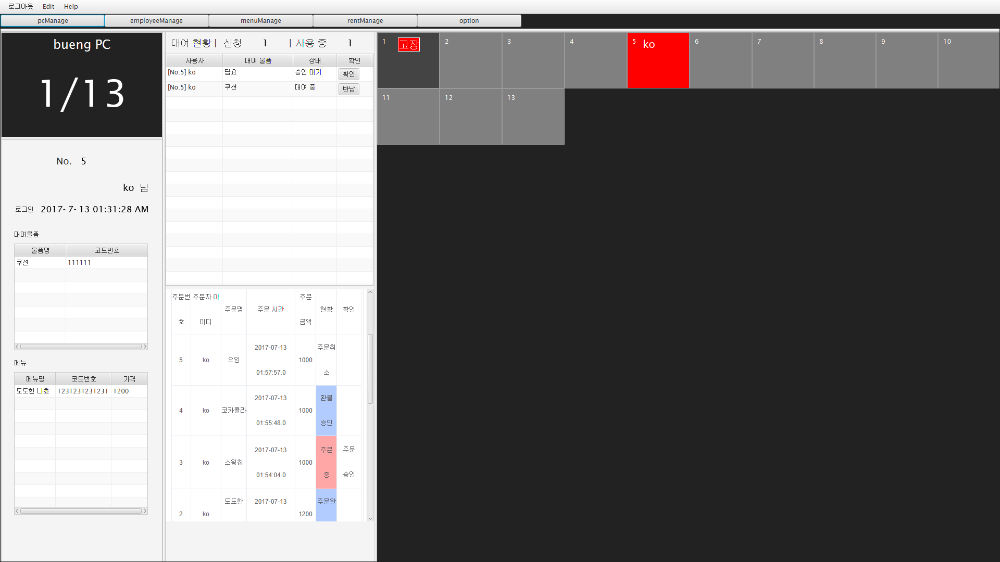 로그아웃 Edit Help
pcManage employeeManage menuManage rentManage option
bueng PC
1/13
No. 5
ko 님
로그인 2017- 7- 13 01:31:28 AM
대여물품
물품명 코드번호
쿠션 111111
메뉴
메뉴명 코드번호 가격
도도한 나쵸 1231231231231 1200
대여 현황 | 신청 1 | 사용 중 1
사용자 대여 물품 상태 확인
[No.5] ko 담요 승인 대기 확인
[No.5] ko 쿠션 대여 중 반납
주문번호 주문자 아이디 주문명 주문 시간 주문금액 현황 확인
5 ko 오잉 2017-07-13 01:57:57.0 1000 주문취소
4 ko 코카콜라 2017-07-13 01:55:48.0 1000 환불승인
3 ko 스윙칩 2017-07-13 01:54:04.0 1000 주문중 주문승인
2 ko 도도한 2017-07-13 1200 주문완
1 고장 2 3 4 5 ko 6 7 8 9 10
11 12 13